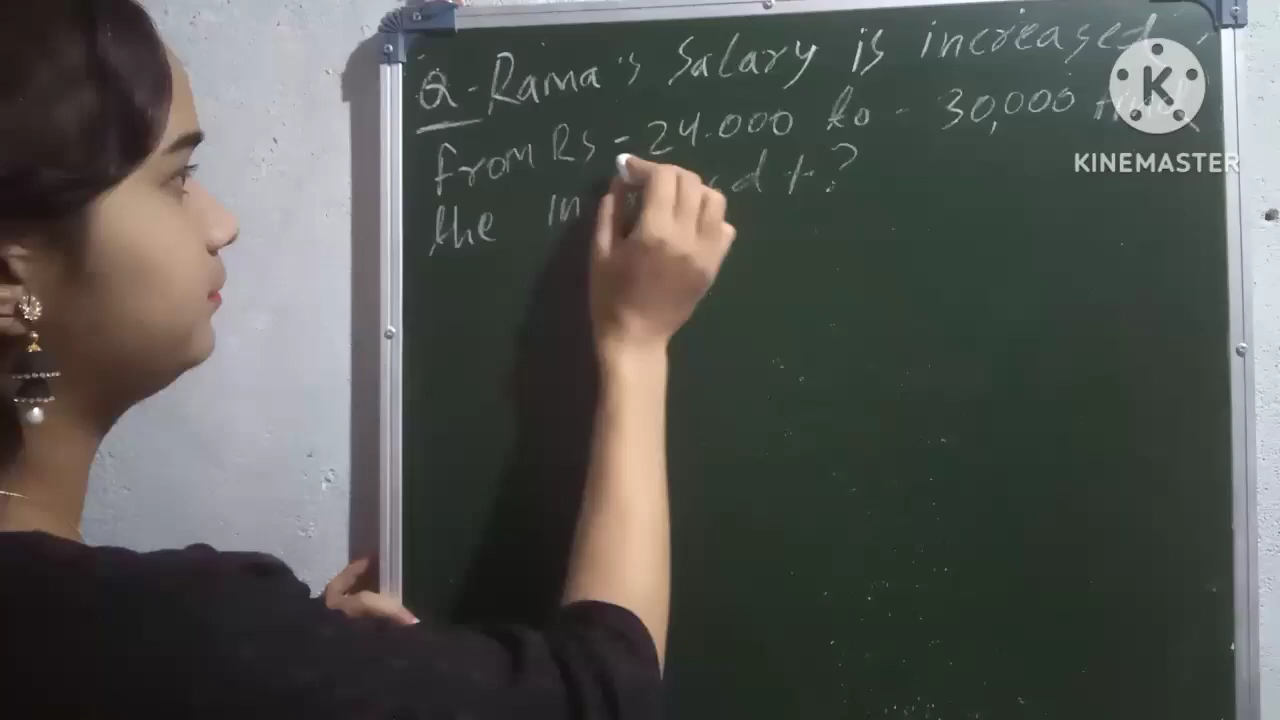 Q- Rama's Salary is increased
from RS = 24.000 to - 30,000
the in
K
KINEMASTER